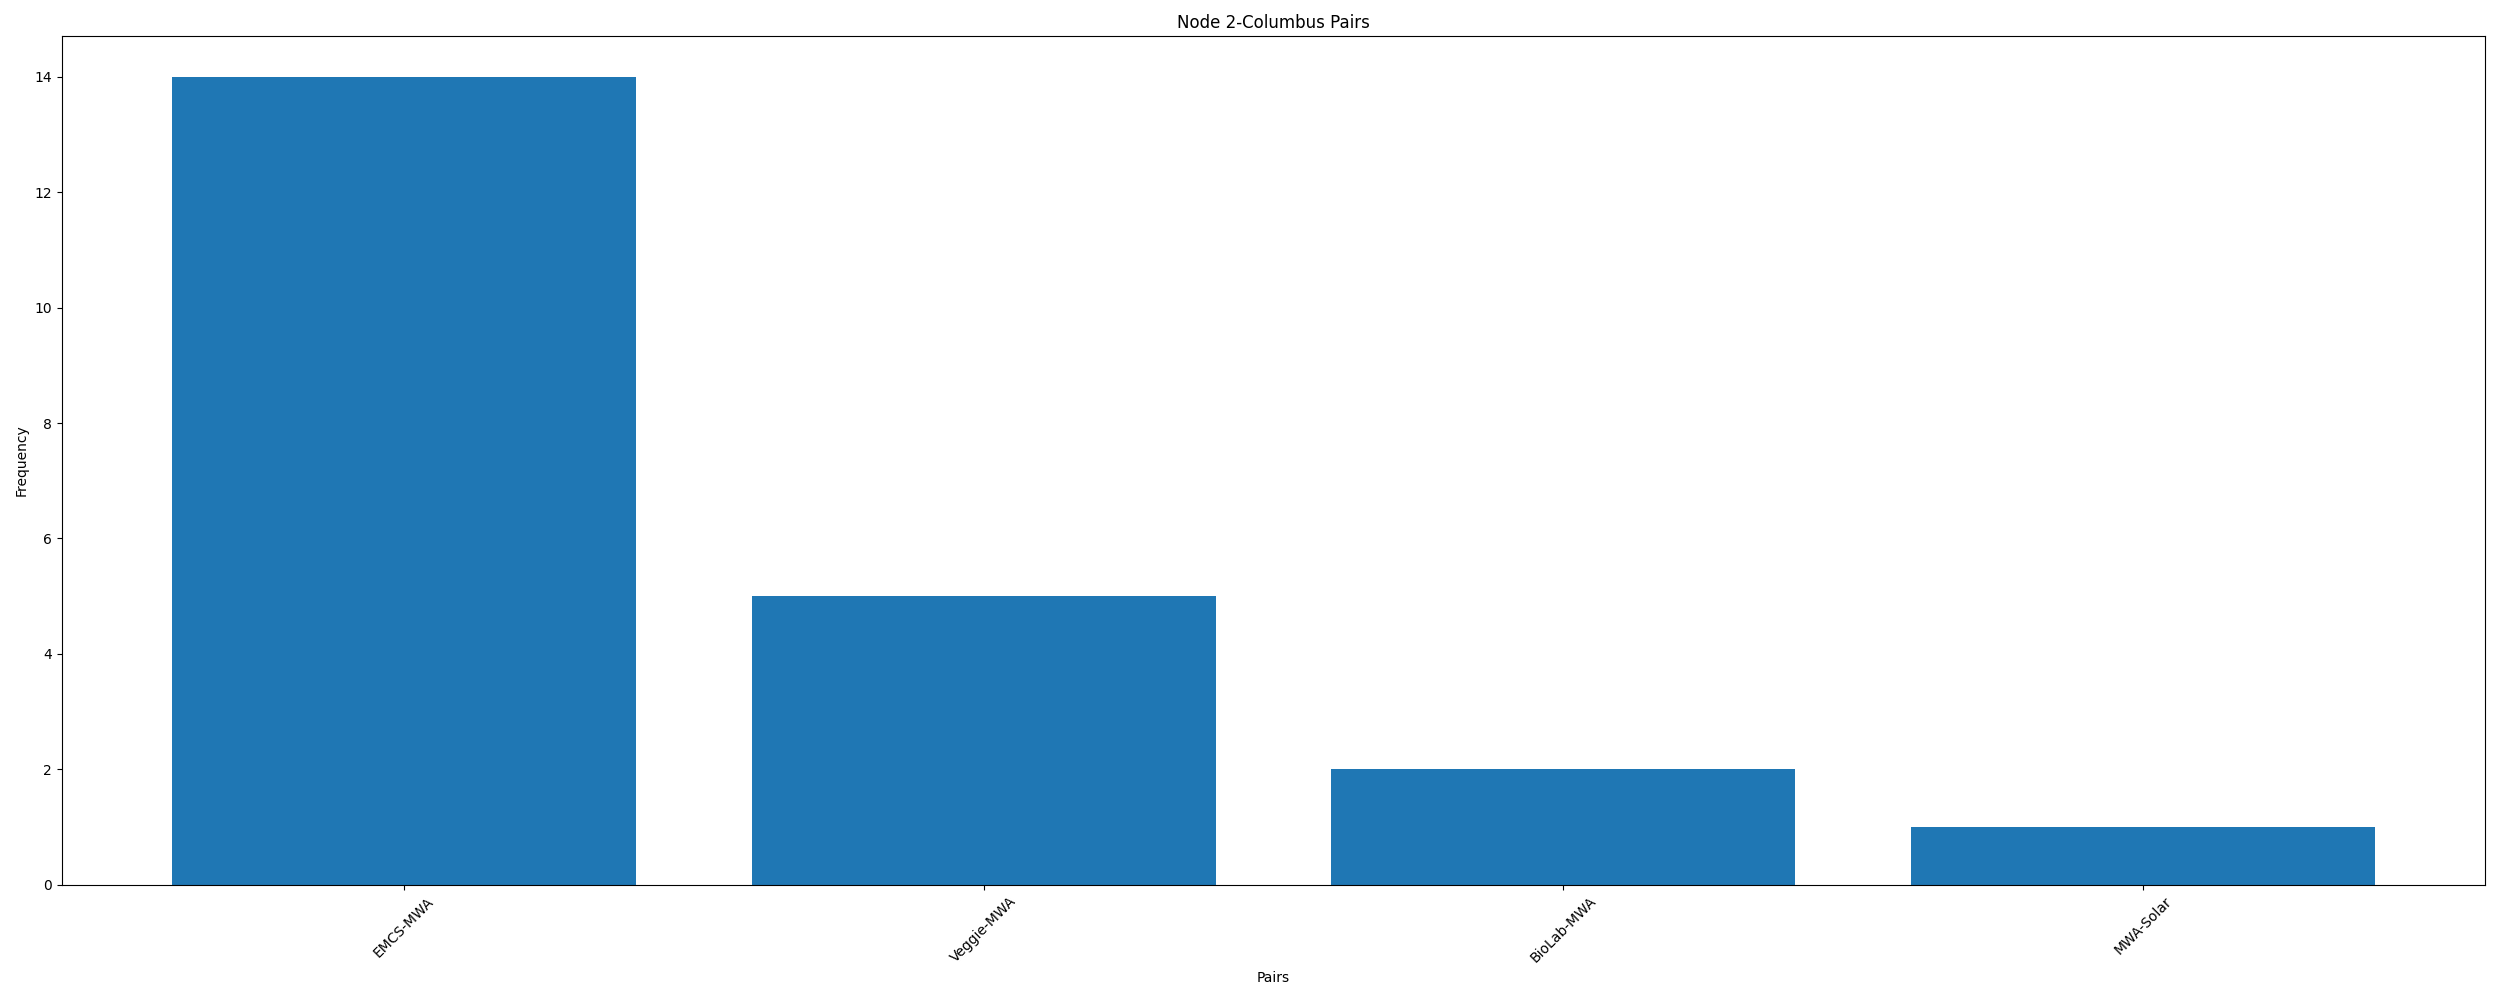 Node 2-Columbus Pairs
Frequency
14
12
10
8
6
4
2
0
EMCS-MWA
Veggie-MWA
BioLab-MWA
MWA-Solar
Pairs